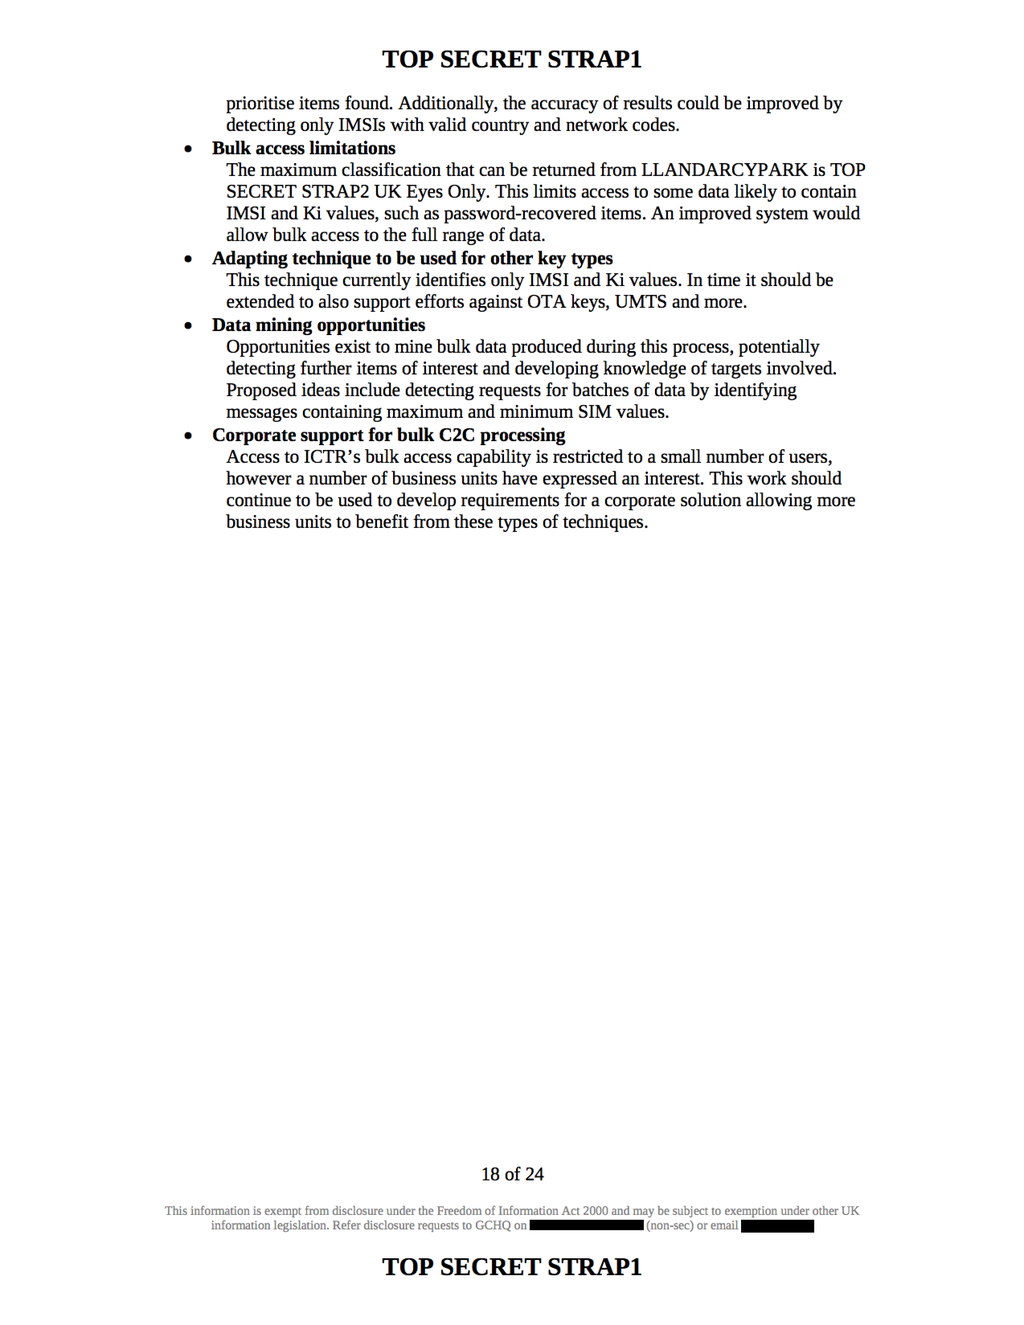 TOP SECRET STRAP1
prioritise items found. Additionally, the accuracy of results could be improved by
detecting only IMSIs with valid country and network codes.
• Bulk access limitations
The maximum classification that can be returned from LLANDARCYPARK is TOP
SECRET STRAP2 UK Eyes Only. This limits access to some data likely to contain
IMSI and Ki values, such as password-recovered items. An improved system would
allow bulk access to the full range of data.
• Adapting technique to be used for other key types
This technique currently identifies only IMSI and Ki values. In time it should be
extended to also support efforts against OTA keys, UMTS and more.
• Data mining opportunities
Opportunities exist to mine bulk data produced during this process, potentially
detecting further items of interest and developing knowledge of targets involved.
Proposed ideas include detecting requests for batches of data by identifying
messages containing maximum and minimum SIM values.
• Corporate support for bulk C2C processing
Access to ICTR’s bulk access capability is restricted to a small number of users,
however a number of business units have expressed an interest. This work should
continue to be used to develop requirements for a corporate solution allowing more
business units to benefit from these types of techniques.
18 of 24
This information is exempt from disclosure under the Freedom of Information Act 2000 and may be subject to exemption under other UK
information legislation. Refer disclosure requests to GCHQ on (non-sec) or email
TOP SECRET STRAP1